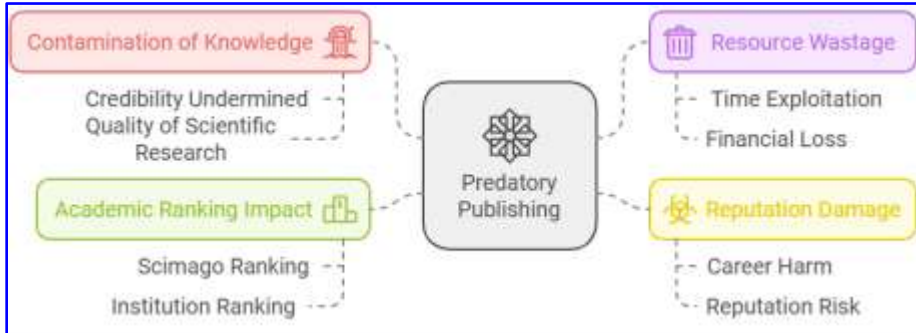 Contamination of Knowledge
Credibility Undermined
Quality of Scientific
Research
Academic Ranking Impact
Scimago Ranking
Institution Ranking
Predatory
Publishing
Resource Wastage
Time Exploitation
Financial Loss
Reputation Damage
Career Harm
Reputation Risk